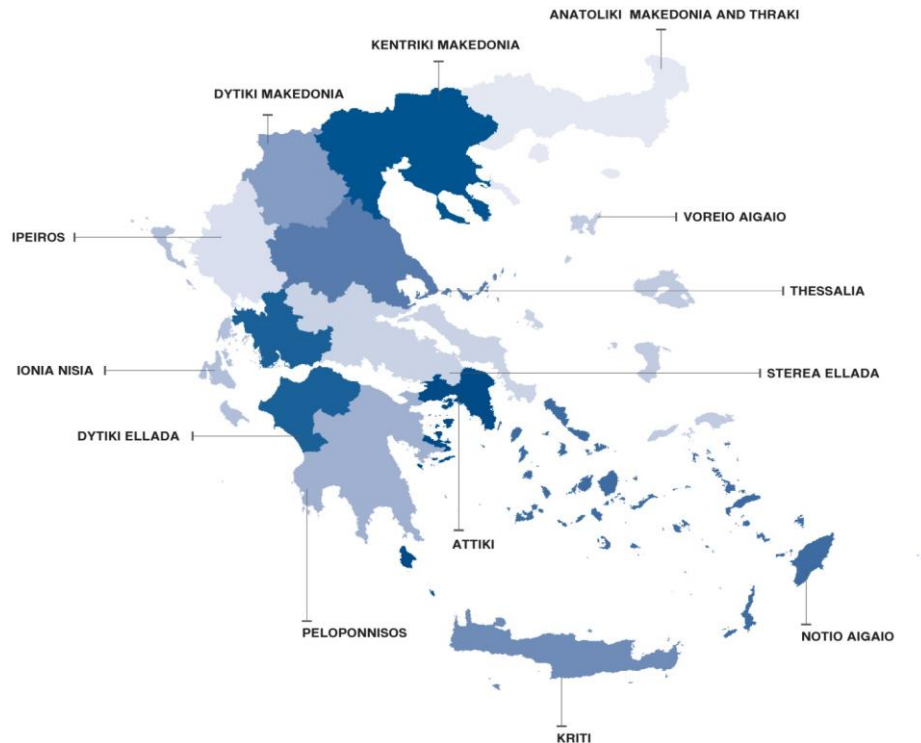 ANATOLIKI MAKEDONIA AND THRAKI
KENTRIKI MAKEDONIA
DYTIKI MAKEDONIA
VOREIO AIGAIO
IPEIROS
THESSALIA
IONIA NISIA
STEREA ELLADA
DYTIKI ELLADA
ATTIKI
PELOPONNISOS
NOTIO AIGAIO
KRITI